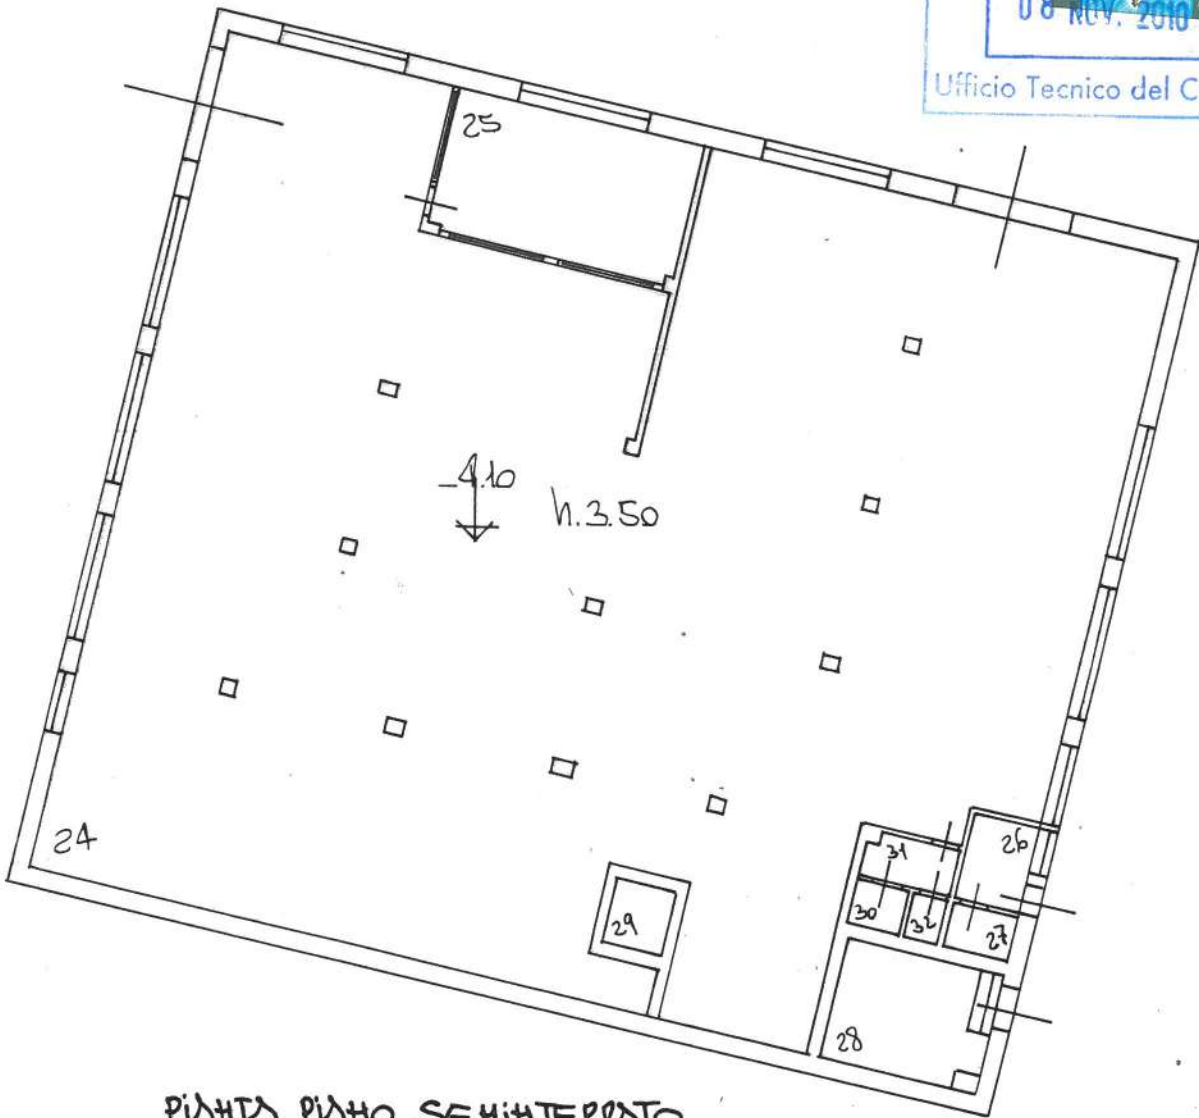 08 NOV. 2010
Ufficio Tecnico del C
25
-4.10
h. 3.50
24
31
26
30
32
27
29
28
PIANTA PIANO SEMINTERRATO